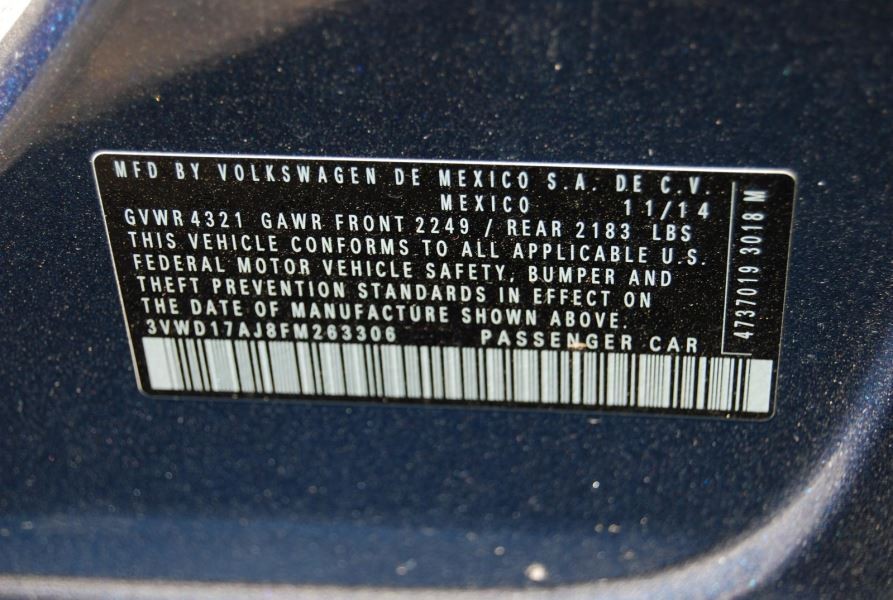 MFD BY VOLKSWAGEN DE MEXICO S.A. DE C.V.
MEXICO 11/14
GVWR 4321 GAWR FRONT 2249 / REAR 2183 LBS
THIS VEHICLE CONFORMS TO ALL APPLICABLE U.S.
FEDERAL MOTOR VEHICLE SAFETY, BUMPER AND
THEFT PREVENTION STANDARDS IN EFFECT ON
THE DATE OF MANUFACTURE SHOWN ABOVE.
3VWD17AJ8FM263306 PASSENGER CAR
4737019 3018 M